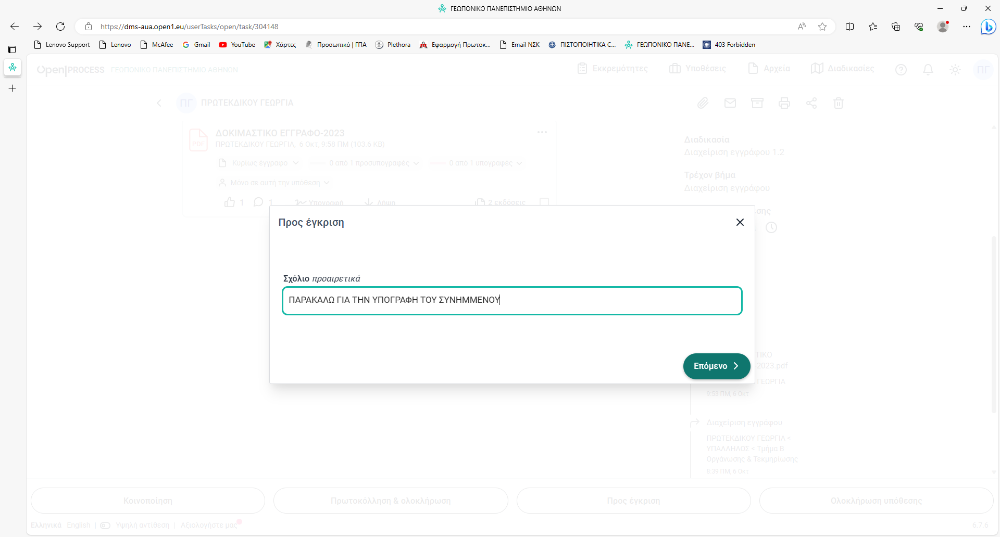 ΓΕΩΠΟΝΙΚΟ ΠΑΝΕΠΙΣΤΗΜΙΟ ΑΘΗΝΩΝ
https://dms-aua.open1.eu/userTasks/open/task/304148
Lenovo Support Lenovo McAfee Gmail YouTube Χάρτες Προσωπικό | ΓΠΑ Plethora Εφαρμογή Πρωτοκ... Email ΝΣΚ ΠΙΣΤΟΠΟΙΗΤΙΚΑ C... ΓΕΩΠΟΝΙΚΟ ΠΑΝΕ... 403 Forbidden
Open|PROCESS ΓΕΩΠΟΝΙΚΟ ΠΑΝΕΠΙΣΤΗΜΙΟ ΑΘΗΝΩΝ Εκκρεμότητες Υποθέσεις Αρχεία Διαδικασίες ΠΓ
ΠΓ ΠΡΩΤΕΚΔΙΚΟΥ ΓΕΩΡΓΙΑ
PDF ΔΟΚΙΜΑΣΤΙΚΟ ΕΓΓΡΑΦΟ-2023
ΠΡΩΤΕΚΔΙΚΟΥ ΓΕΩΡΓΙΑ, 6 Οκτ, 9:58 ΠΜ (103.6 KB)
Κυρίως έγγραφο 0 από 1 προσυπογραφές 0 από 1 υπογραφές
Μόνο σε αυτή την υπόθεση
1 1 Υπογραφή Λήψη 2 εκδόσεις
Διαδικασία
Διαχείριση εγγράφου 1.2
Τρέχον βήμα
Διαχείριση εγγράφου
σης
Προς έγκριση
Σχόλιο προαιρετικά
ΠΑΡΑΚΑΛΩ ΓΙΑ ΤΗΝ ΥΠΟΓΡΑΦΗ ΤΟΥ ΣΥΝΗΜΜΕΝΟΥ
Επόμενο
ΤΙΚΟ
-2023.pdf
ΓΕΩΡΓΙΑ
9:53 ΠΜ, 6 Οκτ
Διαχείριση εγγράφου
ΠΡΩΤΕΚΔΙΚΟΥ ΓΕΩΡΓΙΑ <
ΥΠΑΛΛΗΛΟΣ < Τμήμα Β
Οργάνωσης & Τεκμηρίωσης
8:39 ΠΜ, 6 Οκτ
Κοινοποίηση Πρωτοκόλληση & ολοκλήρωση Προς έγκριση Ολοκλήρωση υπόθεσης
Ελληνικά English | Υψηλή αντίθεση | Αξιολογήστε μας 6.7.6